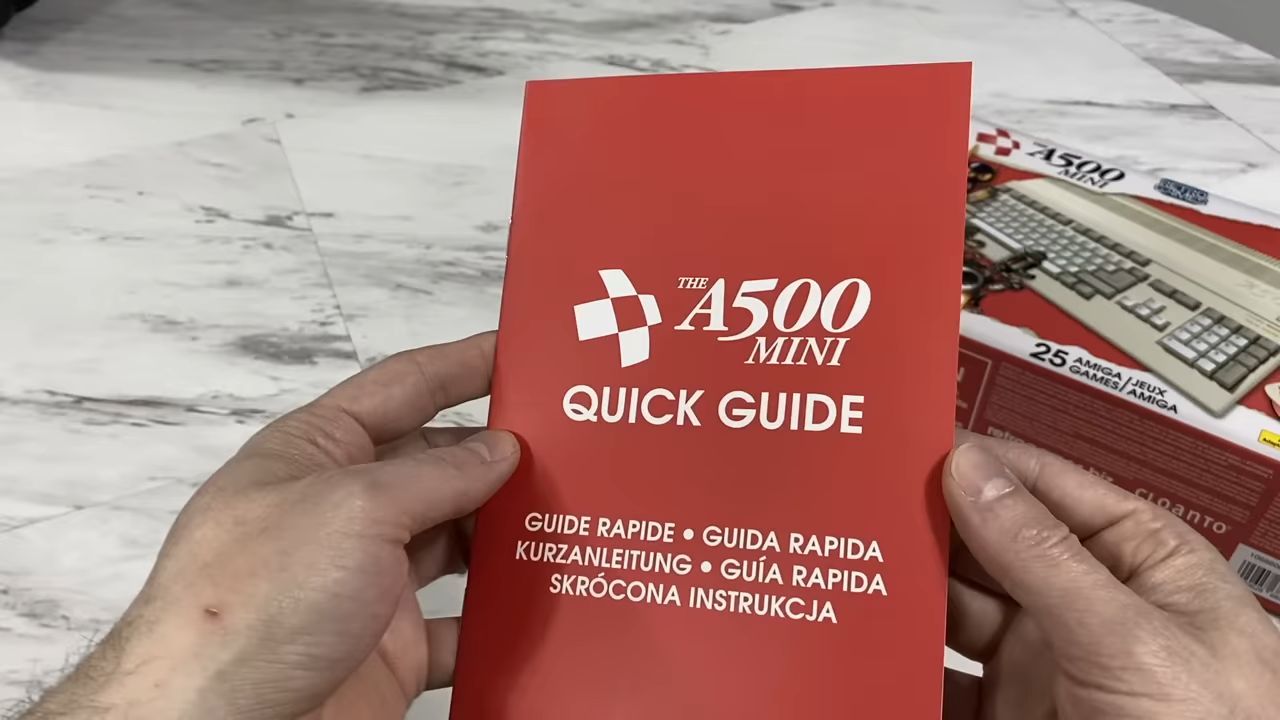 THE A500
MINI
QUICK GUIDE
GUIDE RAPIDE • GUIDA RAPIDA
KURZANLEITUNG • GUÍA RAPIDA
SKRÓCONA INSTRUKCJA
A500
MINI
25 AMIGA GAMES/JEUX AMIGA
CLOANTO